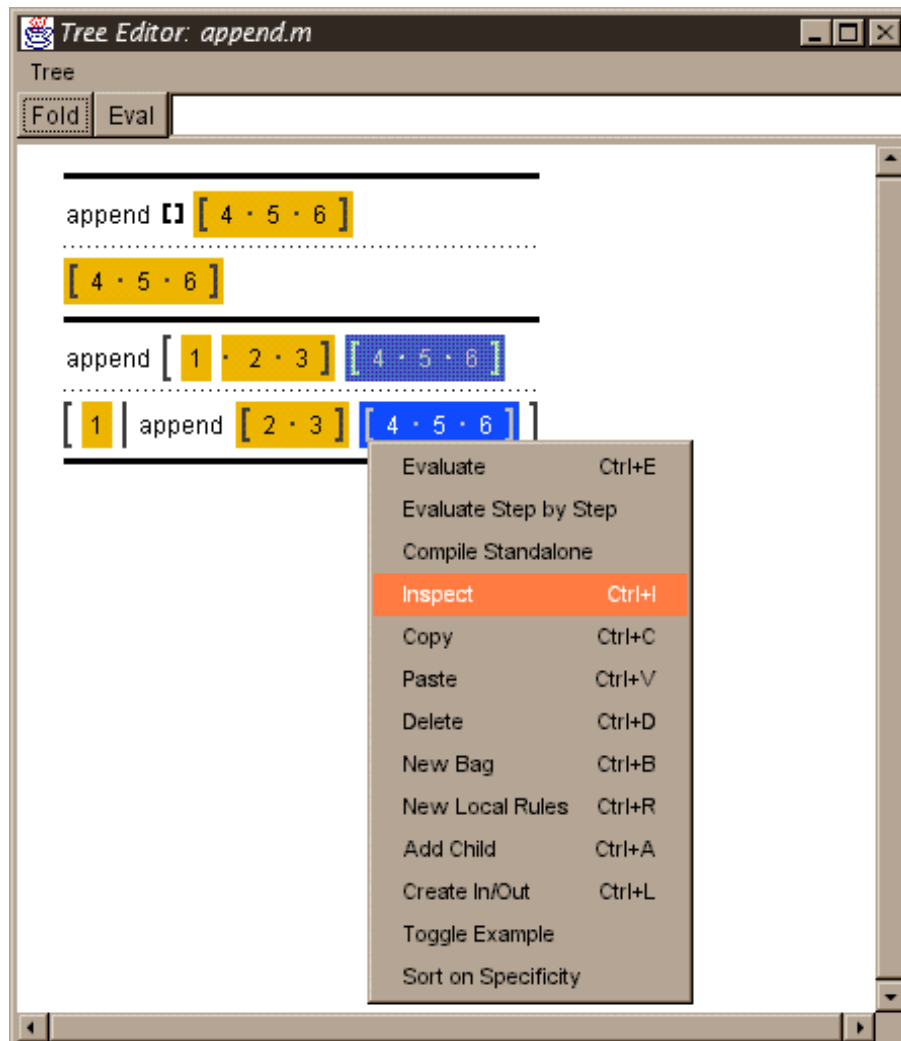 Tree Editor: append.m
Tree
Fold Eval
append [] [ 4 · 5 · 6 ]
[ 4 · 5 · 6 ]
append [ 1 · 2 · 3 ] [ 4 · 5 · 6 ]
[ 1 | append [ 2 · 3 ] [ 4 · 5 · 6 ] ]
Evaluate Ctrl+E
Evaluate Step by Step
Compile Standalone
Inspect Ctrl+I
Copy Ctrl+C
Paste Ctrl+V
Delete Ctrl+D
New Bag Ctrl+B
New Local Rules Ctrl+R
Add Child Ctrl+A
Create In/Out Ctrl+L
Toggle Example
Sort on Specificity